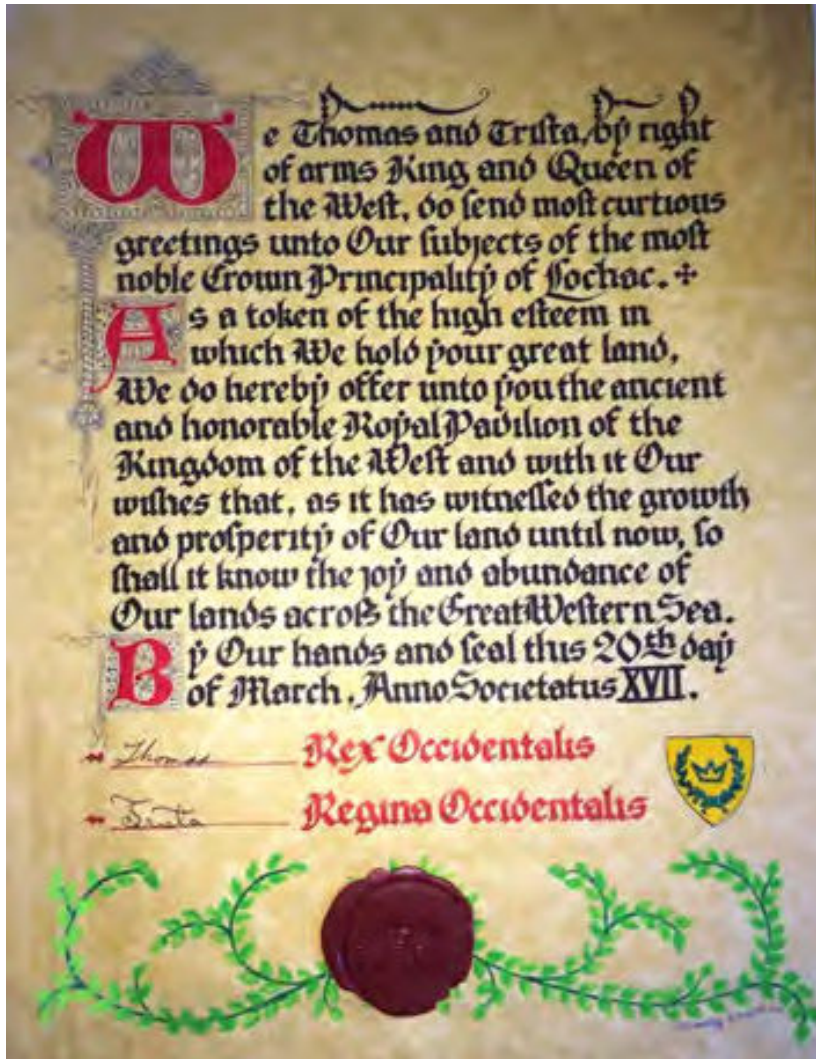 We Thomas and Trista, by right
of arms King and Queen of
the West, do send most curtious
greetings unto Our subjects of the most
noble Crown Principality of Lochac.
As a token of the high esteem in
which We hold your great land,
We do hereby offer unto you the ancient
and honorable Royal Pavilion of the
Kingdom of the West and with it Our
wishes that, as it has witnessed the growth
and prosperity of Our land until now, so
shall it know the joy and abundance of
Our lands across the Great Western Sea.
By Our hands and seal this 20th day
of March, Anno Societatus XVII.
Thomas Rex Occidentalis
Trista Regina Occidentalis